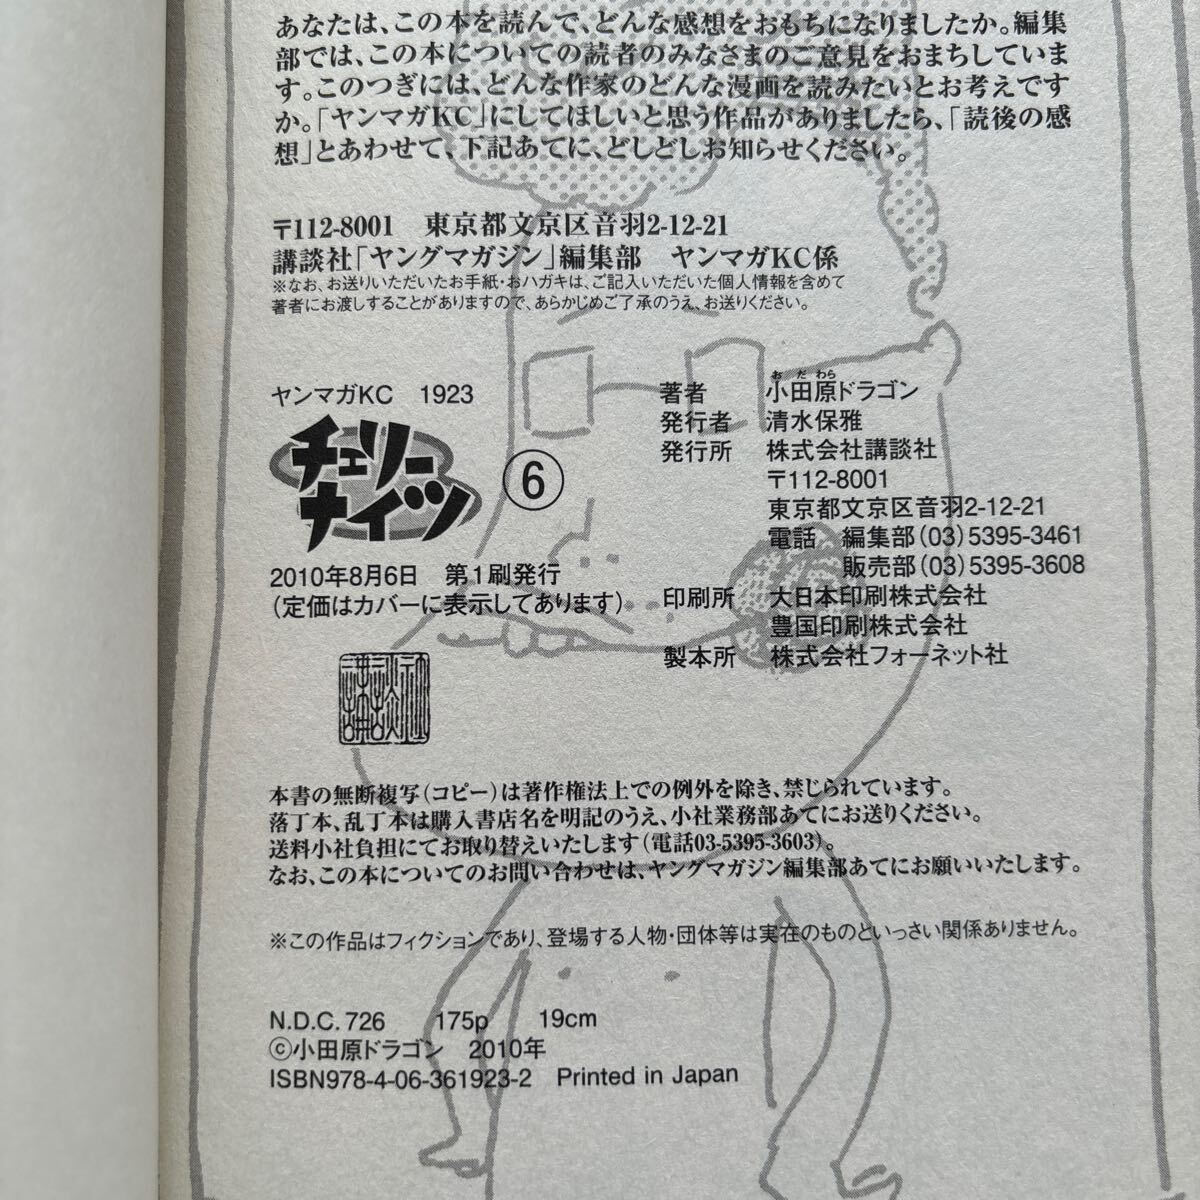 あなたは、この本を読んで、どんな感想をおもちになりましたか。編集
部では、この本についての読者のみなさまのご意見をおまちしていま
す。このつぎには、どんな作家のどんな漫画を読みたいとお考えです
か。「ヤンマガKC」にしてほしいと思う作品がありましたら、「読後の感
想」とあわせて、下記あてに、どしどしお知らせください。
〒112-8001 東京都文京区音羽2-12-21
講談社「ヤングマガジン」編集部 ヤンマガKC係
※なお、お送りいただいたお手紙・おハガキは、ご記入いただいた個人情報を含めて
著者にお渡しすることがありますので、あらかじめご了承のうえ、お送りください。
ヤンマガKC 1923
チェリー
ナイツ
⑥
2010年8月6日 第1刷発行
(定価はカバーに表示してあります)
講談社
おだわら
著者 小田原ドラゴン
発行者 清水保雅
発行所 株式会社講談社
〒112-8001
東京都文京区音羽2-12-21
電話 編集部(03)5395-3461
販売部(03)5395-3608
印刷所 大日本印刷株式会社
豊国印刷株式会社
製本所 株式会社フォーネット社
本書の無断複写(コピー)は著作権法上での例外を除き、禁じられています。
落丁本、乱丁本は購入書店名を明記のうえ、小社業務部あてにお送りください。
送料小社負担にてお取り替えいたします(電話03-5395-3603)。
なお、この本についてのお問い合わせは、ヤングマガジン編集部あてにお願いいたします。
※この作品はフィクションであり、登場する人物・団体等は実在のものといっさい関係ありません。
N.D.C.726 175p 19cm
©小田原ドラゴン 2010年
ISBN978-4-06-361923-2 Printed in Japan